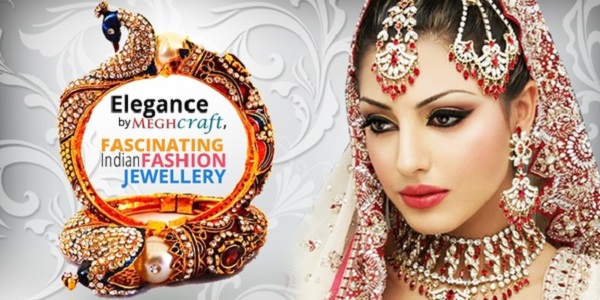 Elegance
by MEGHcraft,
FASCINATING
Indian FASHION
JEWELLERY